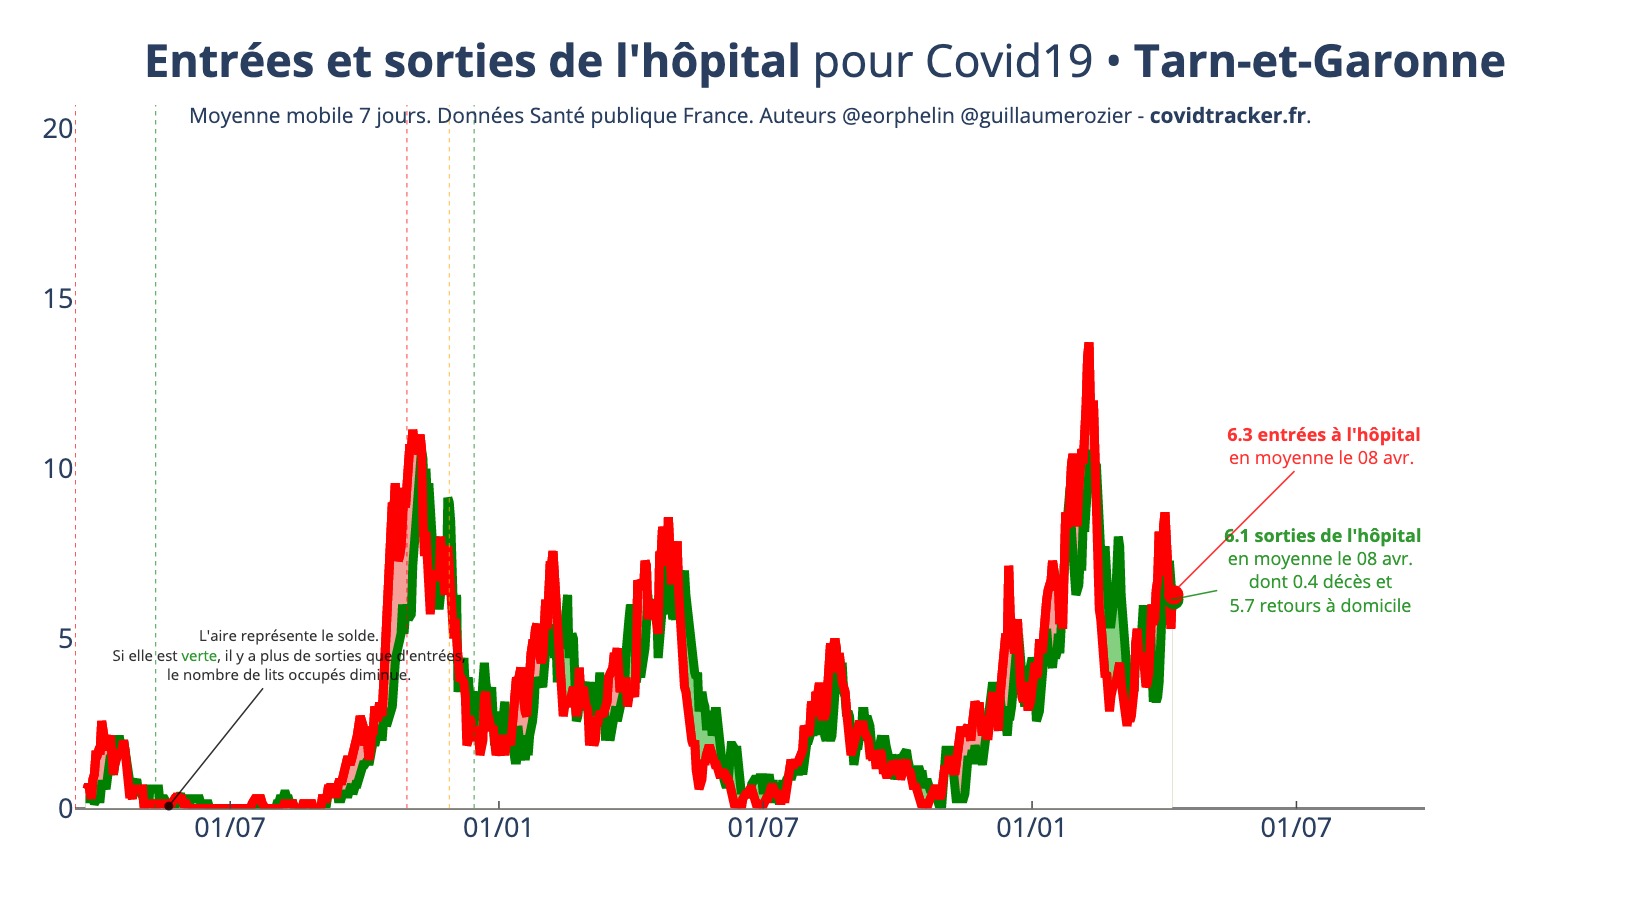 Entrées et sorties de l'hôpital pour Covid19 • Tarn-et-Garonne
Moyenne mobile 7 jours. Données Santé publique France. Auteurs @eorphelin @guillaumerozier - covidtracker.fr.
20
15
10
5
0
6.3 entrées à l'hôpital
en moyenne le 08 avr.
6.1 sorties de l'hôpital
en moyenne le 08 avr.
dont 0.4 décès et
5.7 retours à domicile
L'aire représente le solde.
Si elle est verte, il y a plus de sorties que d'entrées,
le nombre de lits occupés diminue.
01/07
01/01
01/07
01/01
01/07